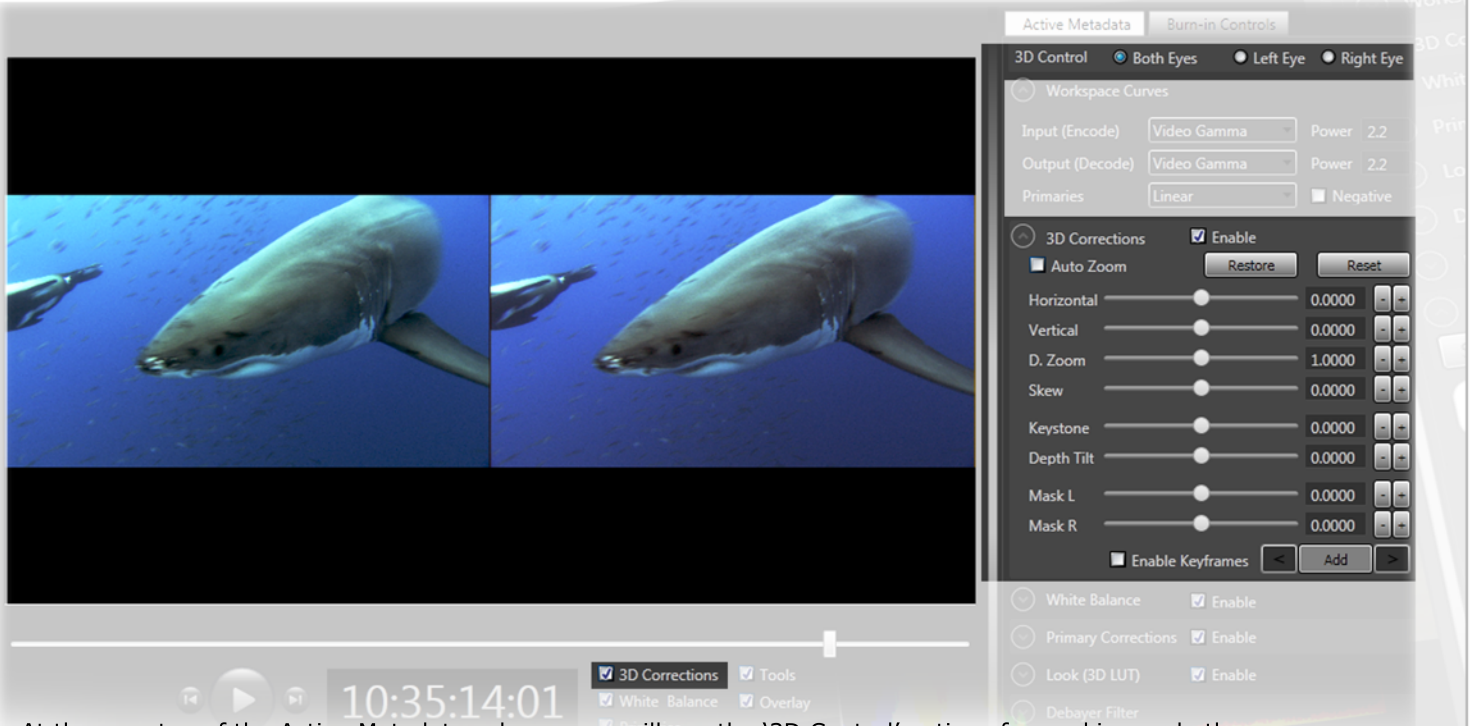 Active Metadata Burn-in Controls
3D Control Both Eyes Left Eye Right Eye
Workspace Curves
Input (Encode) Video Gamma Power 2.2
Output (Decode) Video Gamma Power 2.2
Primaries Linear Negative
3D Corrections Enable
Auto Zoom Restore Reset
Horizontal 0.0000 - +
Vertical 0.0000 - +
D. Zoom 1.0000 - +
Skew 0.0000 - +
Keystone 0.0000 - +
Depth Tilt 0.0000 - +
Mask L 0.0000 - +
Mask R 0.0000 - +
Enable Keyframes < Add >
White Balance Enable
Primary Corrections Enable
Look (3D LUT) Enable
Debayer Filter
10:35:14:01
3D Corrections Tools
White Balance Overlay